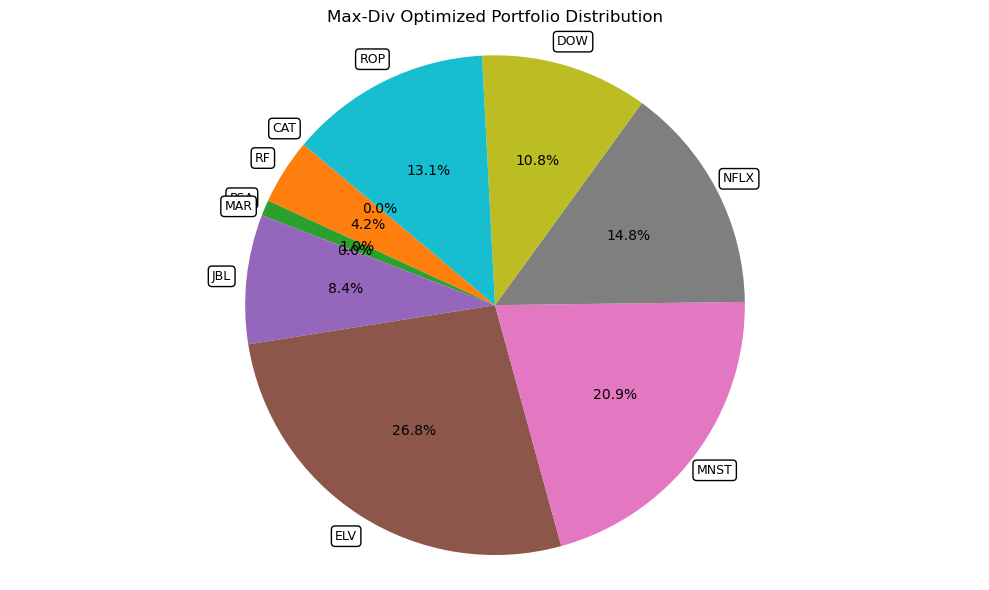 Max-Div Optimized Portfolio Distribution
DOW
ROP
CAT
RF
MAR
JBL
ELV
MNST
NFLX
10.8%
13.1%
0.0%
4.2%
1.0%
0.0%
8.4%
26.8%
20.9%
14.8%